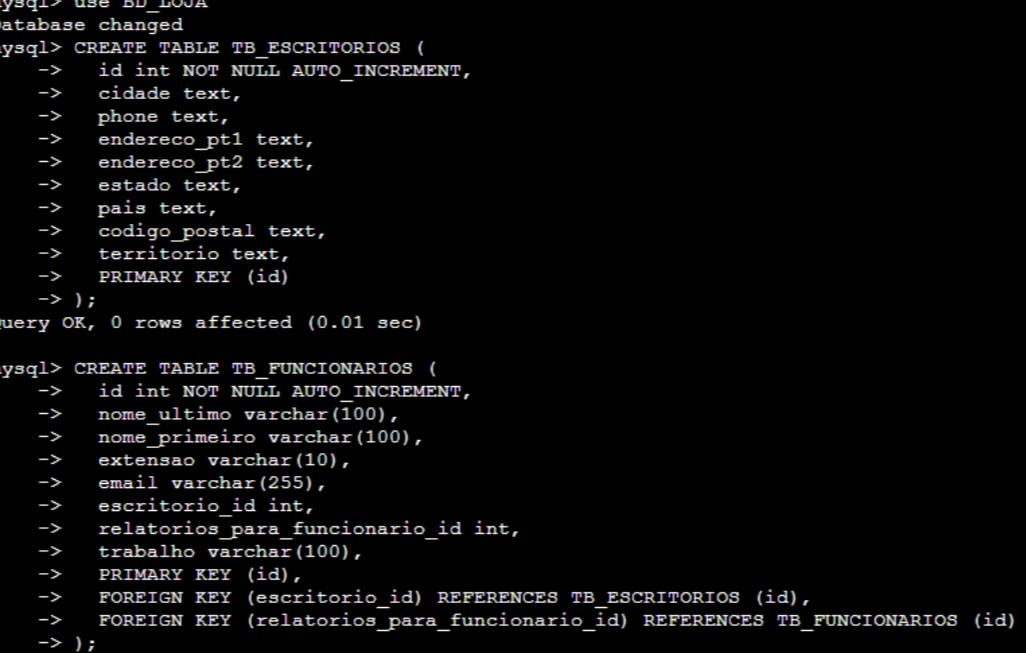 ysql> use BD_LOJA
atabase changed
ysql> CREATE TABLE TB_ESCRITORIOS (
    ->   id int NOT NULL AUTO_INCREMENT,
    ->   cidade text,
    ->   phone text,
    ->   endereco_pt1 text,
    ->   endereco_pt2 text,
    ->   estado text,
    ->   pais text,
    ->   codigo_postal text,
    ->   territorio text,
    ->   PRIMARY KEY (id)
    -> );
uery OK, 0 rows affected (0.01 sec)
ysql> CREATE TABLE TB_FUNCIONARIOS (
    ->   id int NOT NULL AUTO_INCREMENT,
    ->   nome_ultimo varchar(100),
    ->   nome_primeiro varchar(100),
    ->   extensao varchar(10),
    ->   email varchar(255),
    ->   escritorio_id int,
    ->   relatorios_para_funcionario_id int,
    ->   trabalho varchar(100),
    ->   PRIMARY KEY (id),
    ->   FOREIGN KEY (escritorio_id) REFERENCES TB_ESCRITORIOS (id),
    ->   FOREIGN KEY (relatorios_para_funcionario_id) REFERENCES TB_FUNCIONARIOS (id)
    -> );